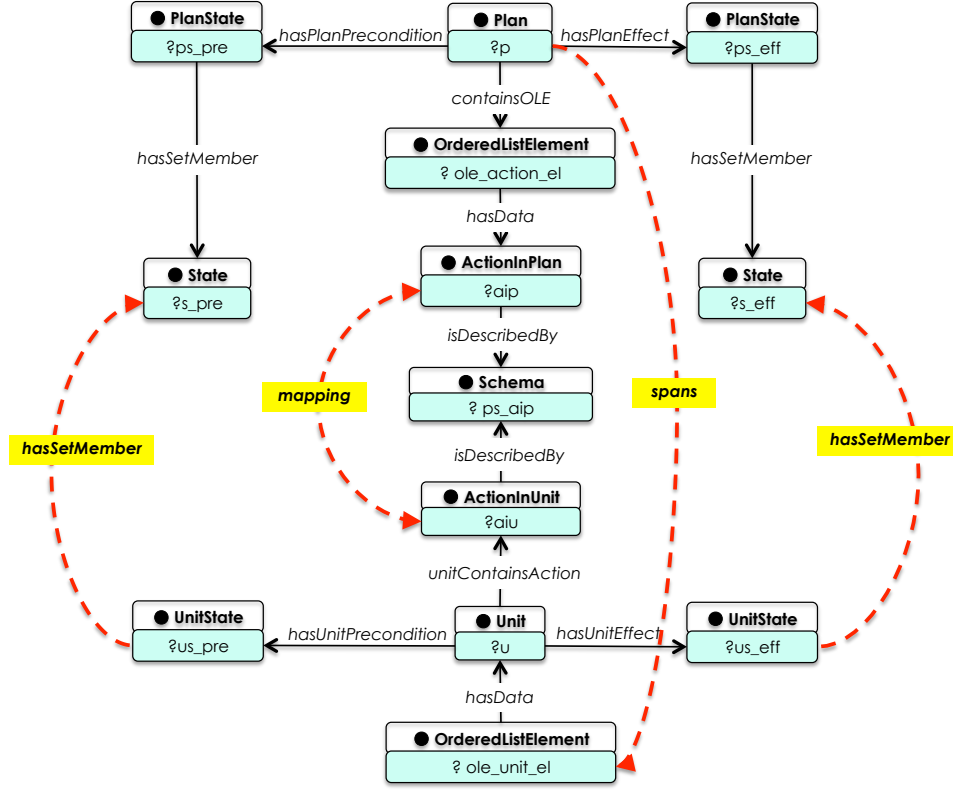 PlanState
?ps_pre
hasPlanPrecondition
Plan
?p
hasPlanEffect
PlanState
?ps_eff
containsOLE
OrderedListElement
? ole_action_el
hasSetMember
hasSetMember
hasData
ActionInPlan
?aip
State
?s_pre
State
?s_eff
isDescribedBy
Schema
? ps_aip
mapping
spans
hasSetMember
hasSetMember
isDescribedBy
ActionInUnit
?aiu
unitContainsAction
UnitState
?us_pre
hasUnitPrecondition
Unit
?u
hasUnitEffect
UnitState
?us_eff
hasData
OrderedListElement
? ole_unit_el